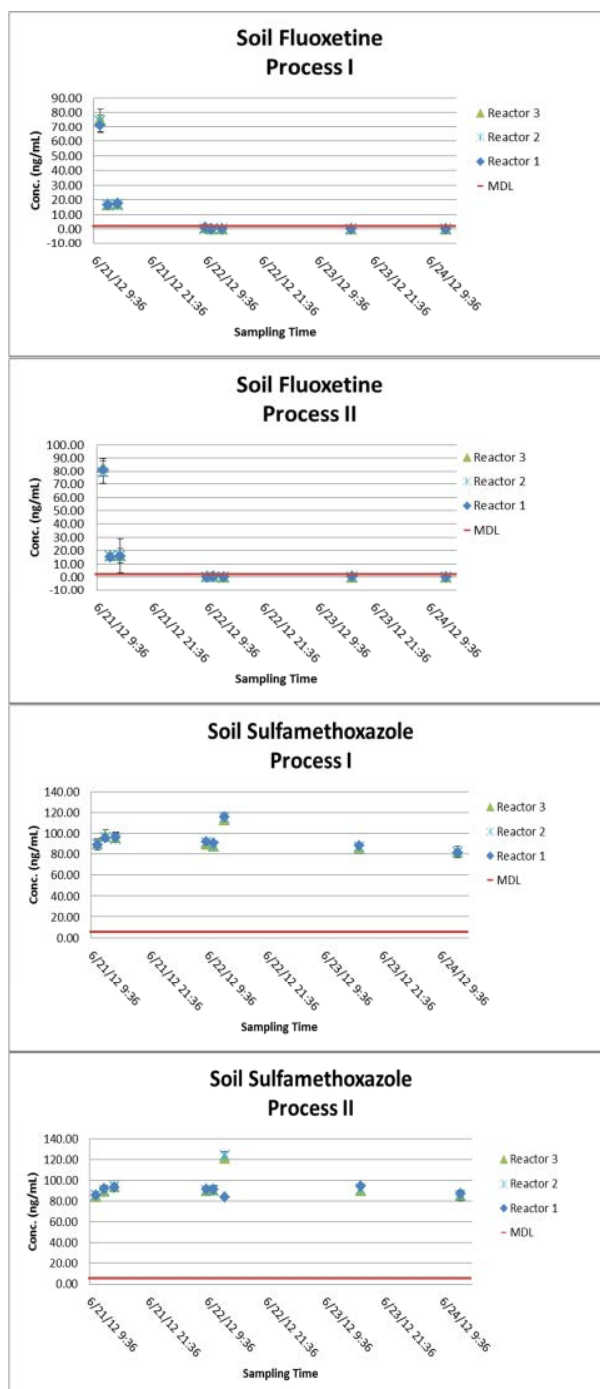 Soil Fluoxetine
Process I
90.00
80.00
70.00
60.00
50.00
40.00
30.00
20.00
10.00
0.00
-10.00
Conc. (ng/mL)
6/21/12 9:36
6/21/12 21:36
6/22/12 9:36
6/22/12 21:36
6/23/12 9:36
6/23/12 21:36
6/24/12 9:36
Sampling Time
Reactor 3
Reactor 2
Reactor 1
MDL
Soil Fluoxetine
Process II
100.00
90.00
80.00
70.00
60.00
50.00
40.00
30.00
20.00
10.00
0.00
-10.00
Conc. (ng/mL)
6/21/12 9:36
6/21/12 21:36
6/22/12 9:36
6/22/12 21:36
6/23/12 9:36
6/23/12 21:36
6/24/12 9:36
Sampling Time
Reactor 3
Reactor 2
Reactor 1
MDL
Soil Sulfamethoxazole
Process I
140.00
120.00
100.00
80.00
60.00
40.00
20.00
0.00
Conc. (ng/mL)
6/21/12 9:36
6/21/12 21:36
6/22/12 9:36
6/22/12 21:36
6/23/12 9:36
6/23/12 21:36
6/24/12 9:36
Sampling Time
Reactor 3
Reactor 2
Reactor 1
MDL
Soil Sulfamethoxazole
Process II
140.00
120.00
100.00
80.00
60.00
40.00
20.00
0.00
Conc. (ng/mL)
6/21/12 9:36
6/21/12 21:36
6/22/12 9:36
6/22/12 21:36
6/23/12 9:36
6/23/12 21:36
6/24/12 9:36
Sampling Time
Reactor 3
Reactor 2
Reactor 1
MDL